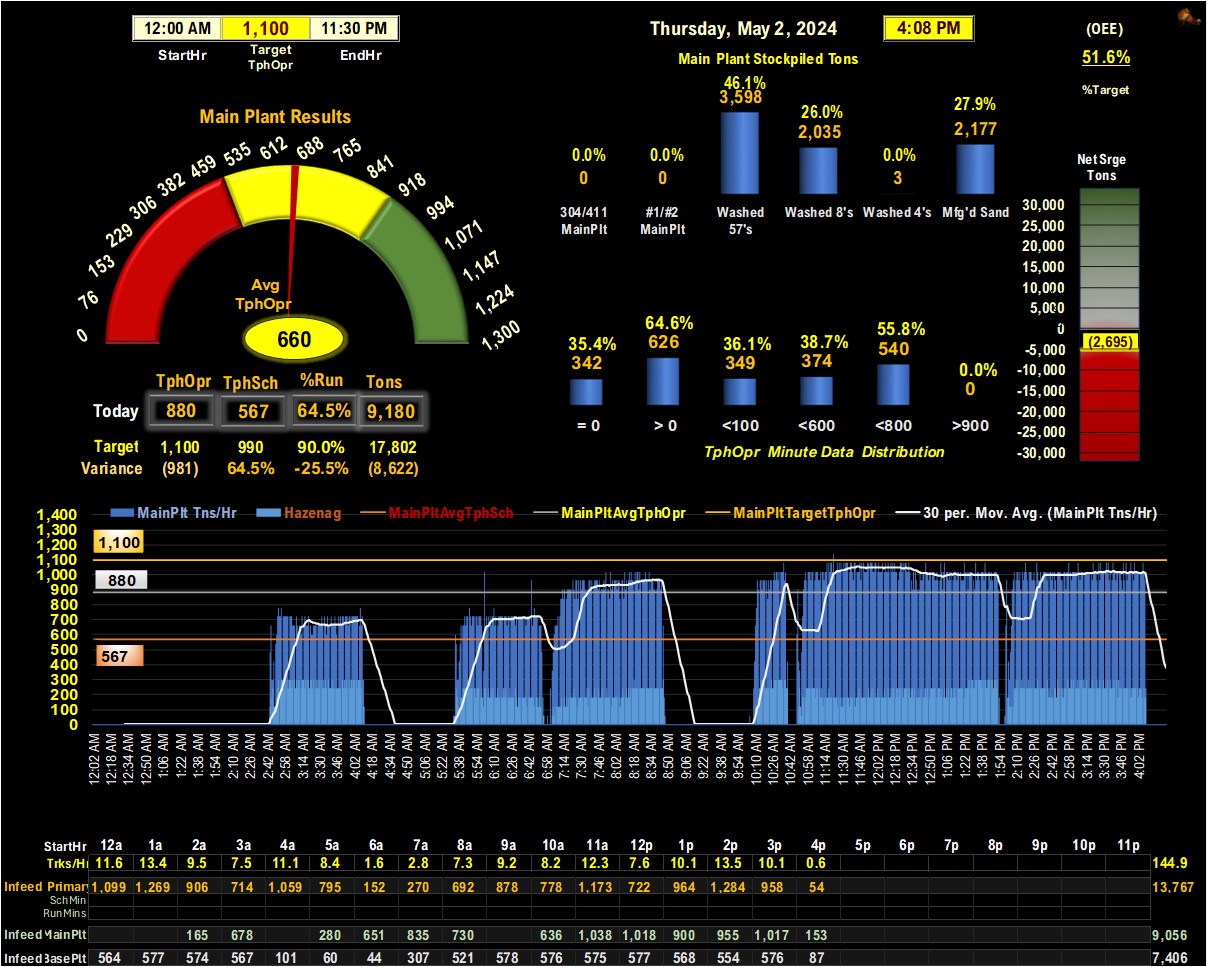 12:00 AM 1,100 11:30 PM
StartHr Target TphOpr EndHr
Thursday, May 2, 2024 4:08 PM
(OEE)
51.6%
%Target
Main Plant Stockpiled Tons
46.1% 26.0% 27.9%
3,598 2,035 2,177
0.0% 0.0% 0.0%
0 0 3
304/411 MainPlt #1/#2 MainPlt Washed 57's Washed 8's Washed 4's Mfg'd Sand
Main Plant Results
0 76 153 229 306 382 459 535 612 688 765 841 918 994 1,071 1,147 1,224 1,300
Avg
TphOpr
660
TphOpr TphSch %Run Tons
Today 880 567 64.5% 9,180
Target 1,100 990 90.0% 17,802
Variance (981) 64.5% -25.5% (8,622)
35.4% 64.6% 36.1% 38.7% 55.8% 0.0%
342 626 349 374 540 0
= 0 > 0 <100 <600 <800 >900
TphOpr Minute Data Distribution
Net Srge
Tons
30,000
25,000
20,000
15,000
10,000
5,000
0
(2,695)
-5,000
-10,000
-15,000
-20,000
-25,000
-30,000
MainPlt Tns/Hr Hazenag MainPltAvgTphSch MainPltAvgTphOpr MainPltTargetTphOpr 30 per. Mov. Avg. (MainPlt Tns/Hr)
1,400
1,300
1,200
1,100
1,000
900
800
700
600
500
400
300
200
100
0
1,100
880
567
12:02 AM 12:18 AM 12:34 AM 12:50 AM 1:06 AM 1:22 AM 1:38 AM 1:54 AM 2:10 AM 2:26 AM 2:42 AM 2:58 AM 3:14 AM 3:30 AM 3:46 AM 4:02 AM 4:18 AM 4:34 AM 4:50 AM 5:06 AM 5:22 AM 5:38 AM 5:54 AM 6:10 AM 6:26 AM 6:42 AM 6:58 AM 7:14 AM 7:30 AM 7:46 AM 8:02 AM 8:18 AM 8:34 AM 8:50 AM 9:06 AM 9:22 AM 9:38 AM 9:54 AM 10:10 AM 10:26 AM 10:42 AM 10:58 AM 11:14 AM 11:30 AM 11:46 AM 12:02 PM 12:18 PM 12:34 PM 12:50 PM 1:06 PM 1:22 PM 1:38 PM 1:54 PM 2:10 PM 2:26 PM 2:42 PM 2:58 PM 3:14 PM 3:30 PM 3:46 PM 4:02 PM
StartHr 12a 1a 2a 3a 4a 5a 6a 7a 8a 9a 10a 11a 12p 1p 2p 3p 4p 5p 6p 7p 8p 9p 10p 11p
Trks/Hr 11.6 13.4 9.5 7.5 11.1 8.4 1.6 2.8 7.3 9.2 8.2 12.3 7.6 10.1 13.5 10.1 0.6 144.9
Infeed Primary 1,099 1,269 906 714 1,059 795 152 270 692 878 778 1,173 722 964 1,284 958 54 13,767
SchMin
RunMins
Infeed MainPlt 165 678 280 651 835 730 636 1,038 1,018 900 955 1,017 153 9,056
Infeed BasePlt 564 577 574 567 101 60 44 307 521 578 576 575 577 568 554 576 87 7,406